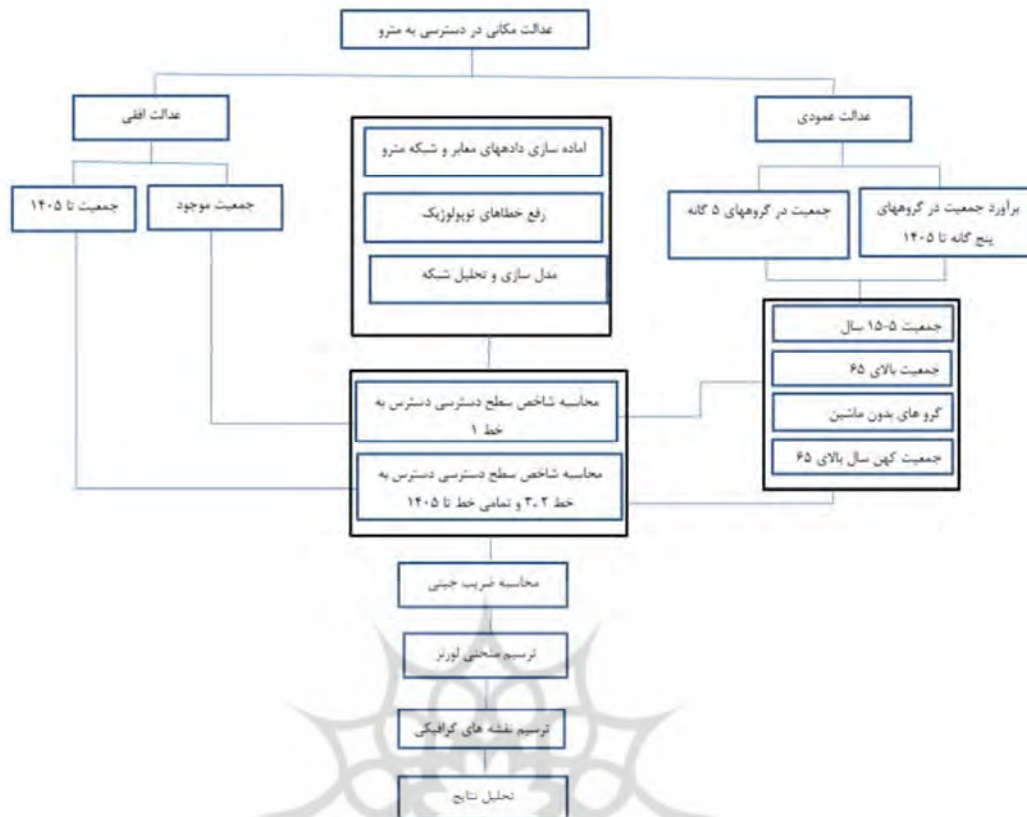 عدالت مکانی در دسترسی به مترو
عدالت عمودی
عدالت افقی
برآورد جمعیت در گروههای
پنج گانه تا ۱۴۰۵
جمعیت در گروههای ۵ گانه
اماده سازی دادههای معابر و شبکه مترو
رفع خطاهای توپولوژیک
مدل سازی و تحلیل شبکه
جمعیت موجود
جمعیت تا ۱۴۰۵
جمعیت ۵-۱۵ سال
جمعیت بالای ۶۵
گرو های بدون ماشین
جمعیت کهن سال بالای ۶۵
محاسبه شاخص سطح دسترسی دسترس به
خط ۱
محاسبه شاخص سطح دسترسی دسترس به
خط ۳،۲ و تمامی خط تا ۱۴۰۵
محاسبه ضریب جینی
ترسیم منحنی لورنز
ترسیم نقشه های گرافیکی
تحلیل نتایج